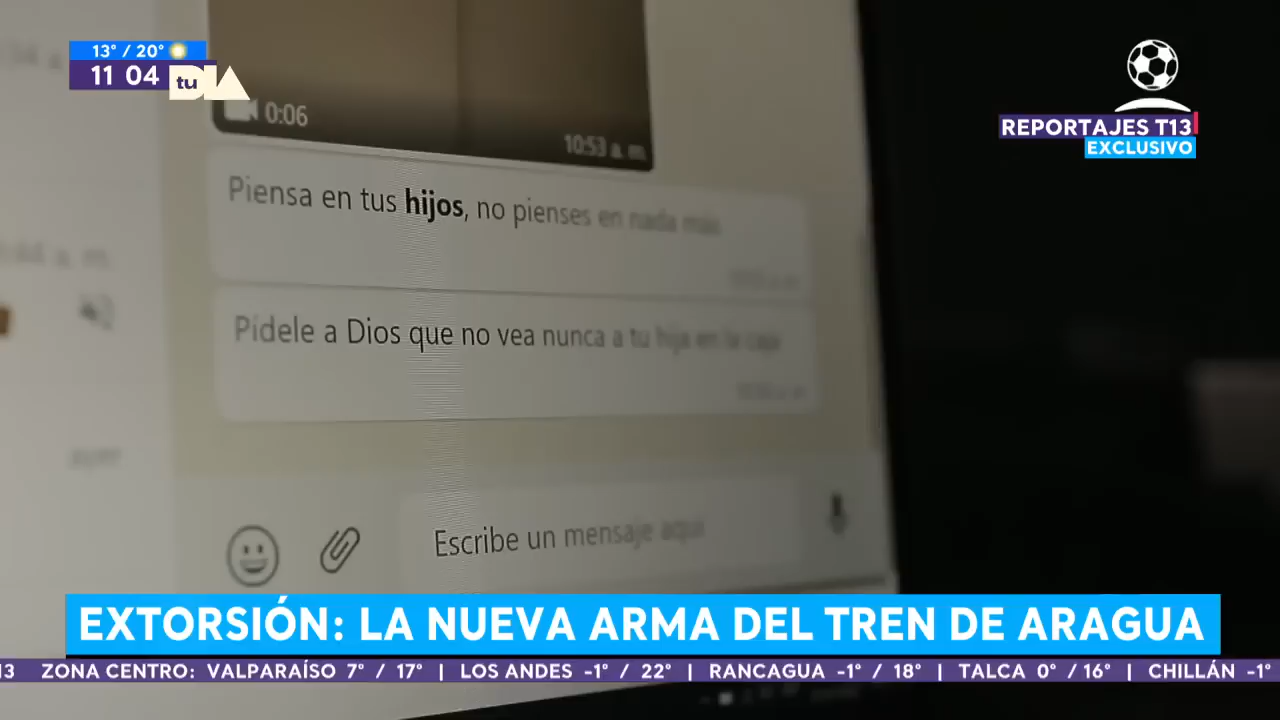 13° / 20°
11 04
tu DIA
REPORTAJES T13
EXCLUSIVO
0:06
10:53 a. m.
Piensa en tus hijos, no pienses en nada más
Pídele a Dios que no vea nunca a tu hija en la caja
Escribe un mensaje aquí
EXTORSIÓN: LA NUEVA ARMA DEL TREN DE ARAGUA
13 ZONA CENTRO: VALPARAÍSO 7° / 17° | LOS ANDES -1° / 22° | RANCAGUA -1° / 18° | TALCA 0° / 16° | CHILLÁN -1°